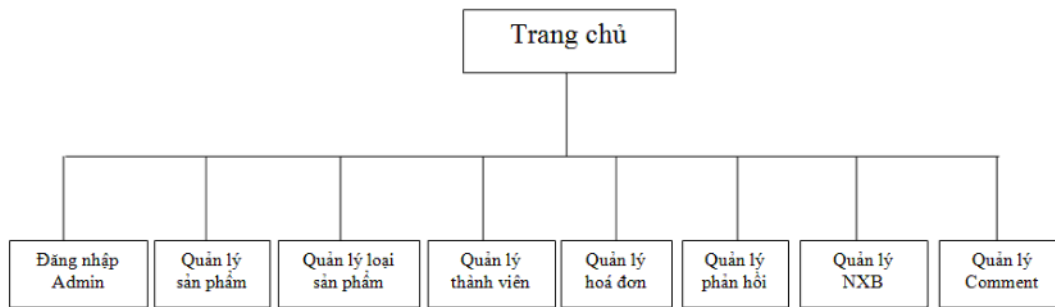 Trang chủ
Đăng nhập
Admin
Quản lý
sản phẩm
Quản lý loại
sản phẩm
Quản lý
thành viên
Quản lý
hoá đơn
Quản lý
phản hồi
Quản lý
NXB
Quản lý
Comment